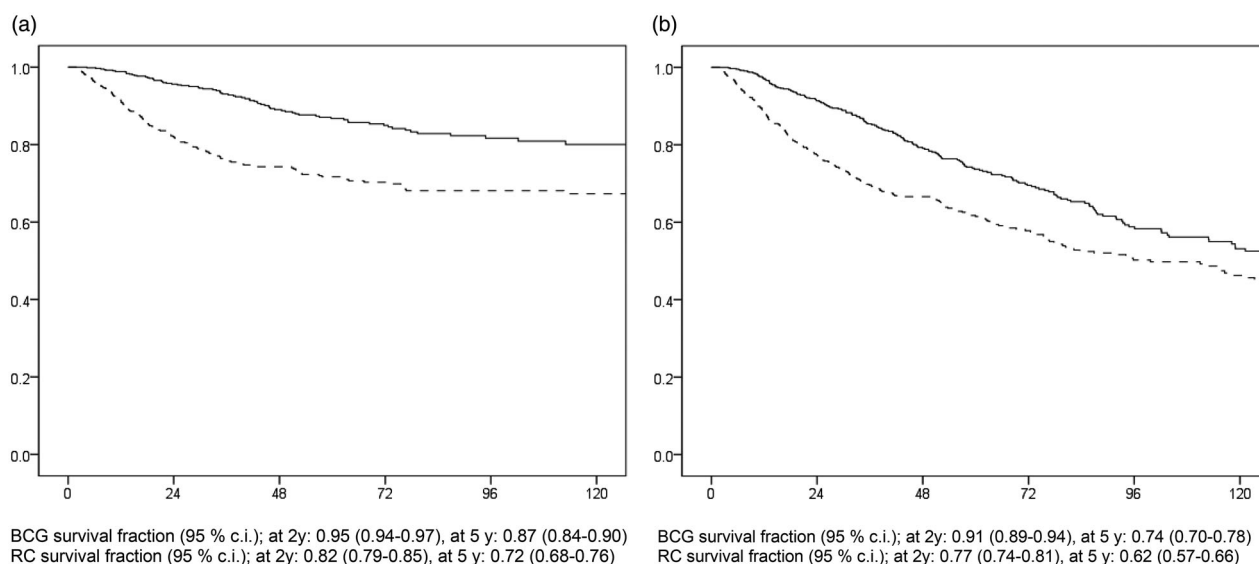 (a)
1.0
0.8
0.6
0.4
0.2
0.0
0 24 48 72 96 120
BCG survival fraction (95 % c.i.); at 2y: 0.95 (0.94-0.97), at 5 y: 0.87 (0.84-0.90)
RC survival fraction (95 % c.i.); at 2y: 0.82 (0.79-0.85), at 5 y: 0.72 (0.68-0.76)
(b)
1.0
0.8
0.6
0.4
0.2
0.0
0 24 48 72 96 120
BCG survival fraction (95 % c.i.); at 2y: 0.91 (0.89-0.94), at 5 y: 0.74 (0.70-0.78)
RC survival fraction (95 % c.i.); at 2y: 0.77 (0.74-0.81), at 5 y: 0.62 (0.57-0.66)